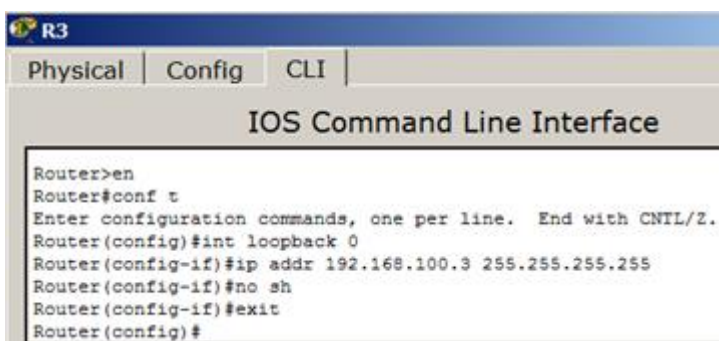 R3
Physical Config CLI
IOS Command Line Interface
Router>en
Router#conf t
Enter configuration commands, one per line.  End with CNTL/Z.
Router(config)#int loopback 0
Router(config-if)#ip addr 192.168.100.3 255.255.255.255
Router(config-if)#no sh
Router(config-if)#exit
Router(config)#